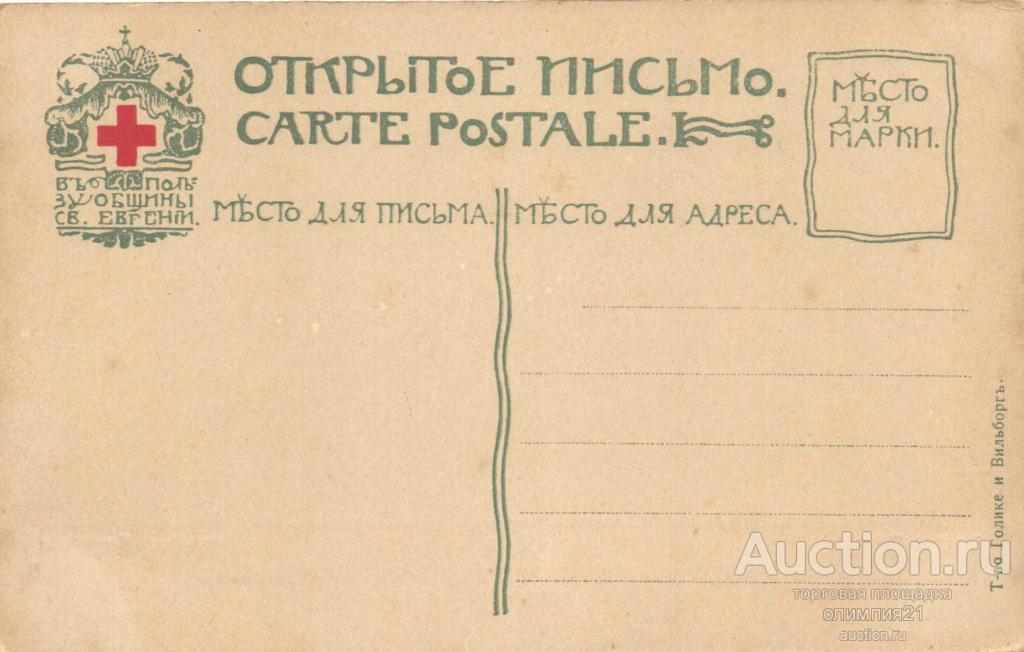 ОТКРЫТОЕ ПИСЬМО.
CARTE POSTALE.
МѢСТО
ДЛЯ
МАРКИ.
ВЪ ПОЛЬ-
ЗУ ОБЩИНЫ
СВ. ЕВГЕНІИ.
МѢСТО ДЛЯ ПИСЬМА.
МѢСТО ДЛЯ АДРЕСА.
Т-во Голике и Вильборгъ.
Auction.ru
торговая площадка
олимпия21
auction.ru